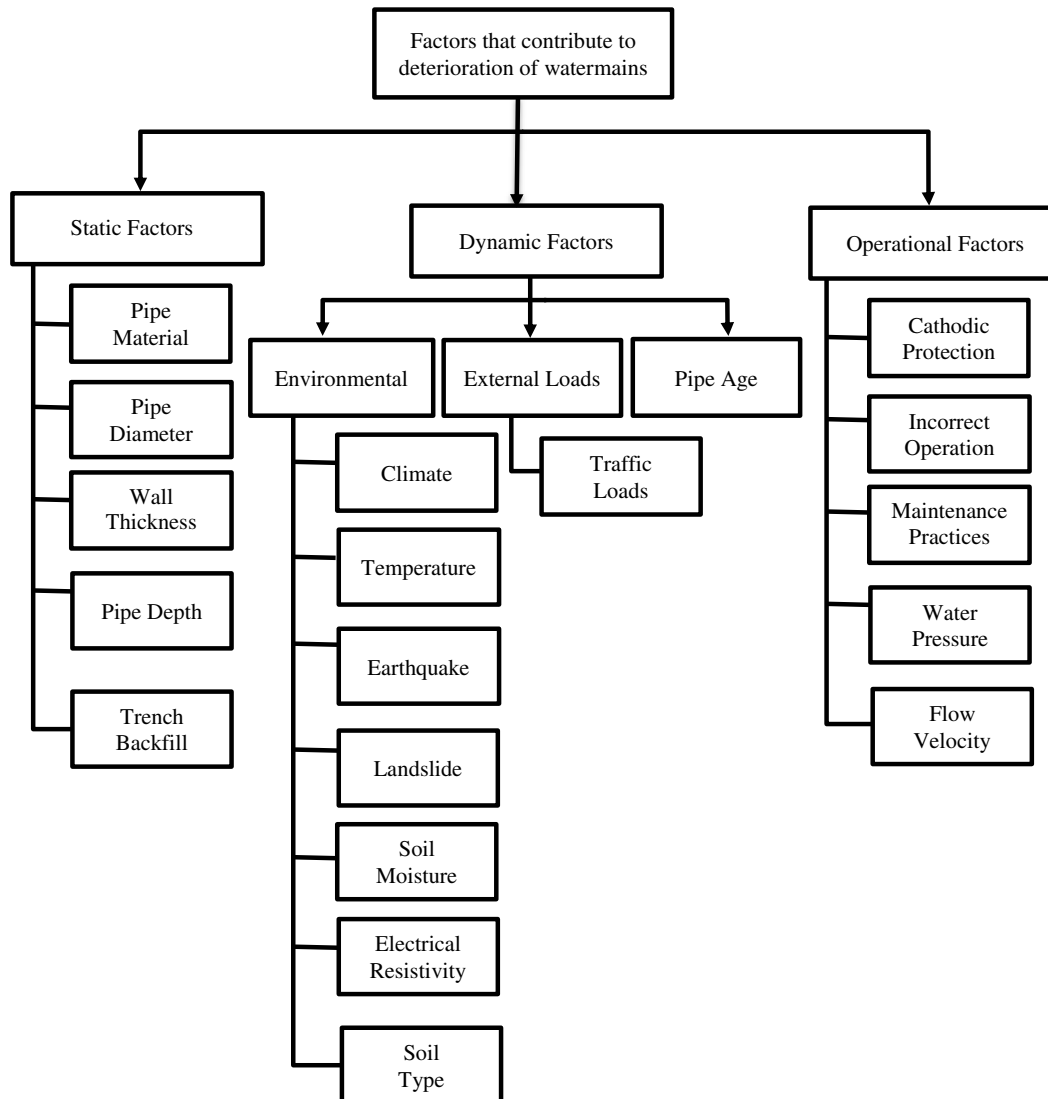 Factors that contribute to
deterioration of watermains
Static Factors
Dynamic Factors
Operational Factors
Pipe
Material
Pipe
Diameter
Wall
Thickness
Pipe Depth
Trench
Backfill
Environmental
External Loads
Pipe Age
Climate
Temperature
Earthquake
Landslide
Soil
Moisture
Electrical
Resistivity
Soil
Type
Traffic
Loads
Cathodic
Protection
Incorrect
Operation
Maintenance
Practices
Water
Pressure
Flow
Velocity